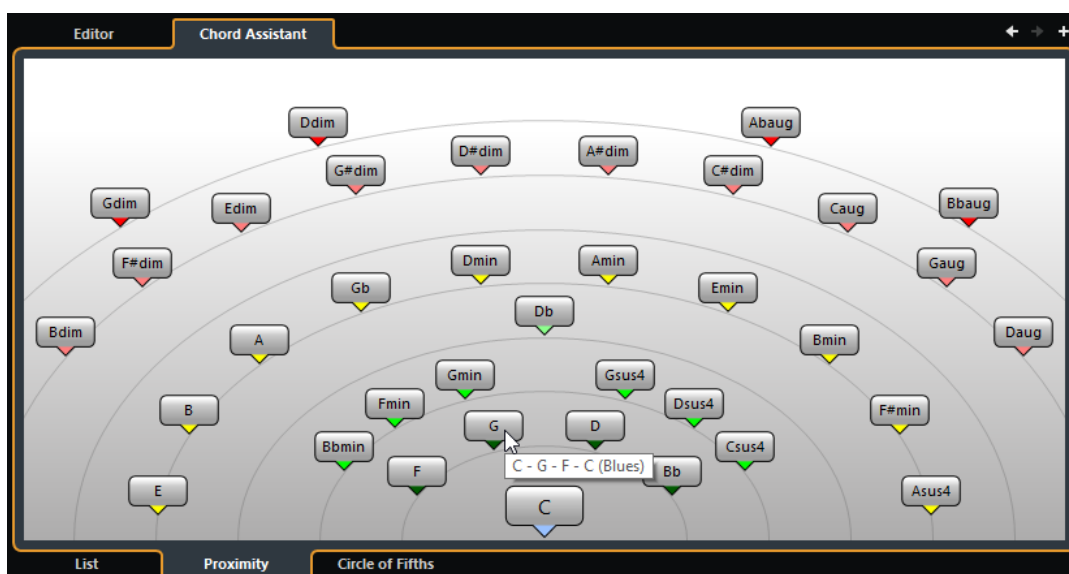 Editor
Chord Assistant
Ddim
Abaug
D#dim
A#dim
G#dim
C#dim
Gdim
Edim
Caug
Bbaug
F#dim
Dmin
Amin
Gaug
Gb
Emin
Db
Bdim
A
Bmin
Daug
Gmin
Gsus4
B
Fmin
Dsus4
F#min
G
D
Bbmin
Csus4
C - G - F - C (Blues)
F
Bb
E
Asus4
C
List
Proximity
Circle of Fifths